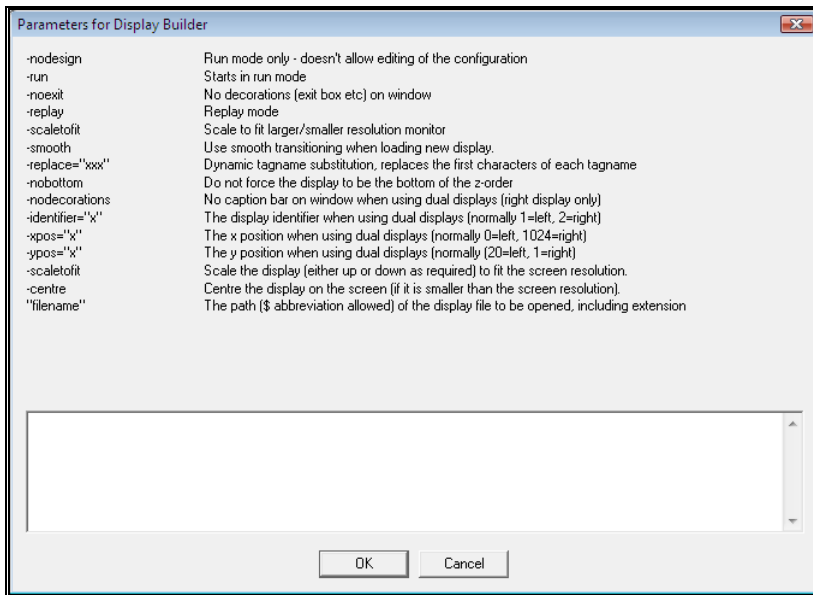 Parameters for Display Builder
-nodesign Run mode only - doesn't allow editing of the configuration
-run Starts in run mode
-noexit No decorations (exit box etc) on window
-replay Replay mode
-scaletofit Scale to fit larger/smaller resolution monitor
-smooth Use smooth transitioning when loading new display.
-replace="xxx" Dynamic tagname substitution, replaces the first characters of each tagname
-nobottom Do not force the display to be the bottom of the z-order
-nodecorations No caption bar on window when using dual displays (right display only)
-identifier="x" The display identifier when using dual displays (normally 1=left, 2=right)
-xpos="x" The x position when using dual displays (normally 0=left, 1024=right)
-ypos="x" The y position when using dual displays (normally (20=left, 1=right)
-scaletofit Scale the display (either up or down as required) to fit the screen resolution.
-centre Centre the display on the screen (if it is smaller than the screen resolution).
"filename" The path ($ abbreviation allowed) of the display file to be opened, including extension
OK Cancel